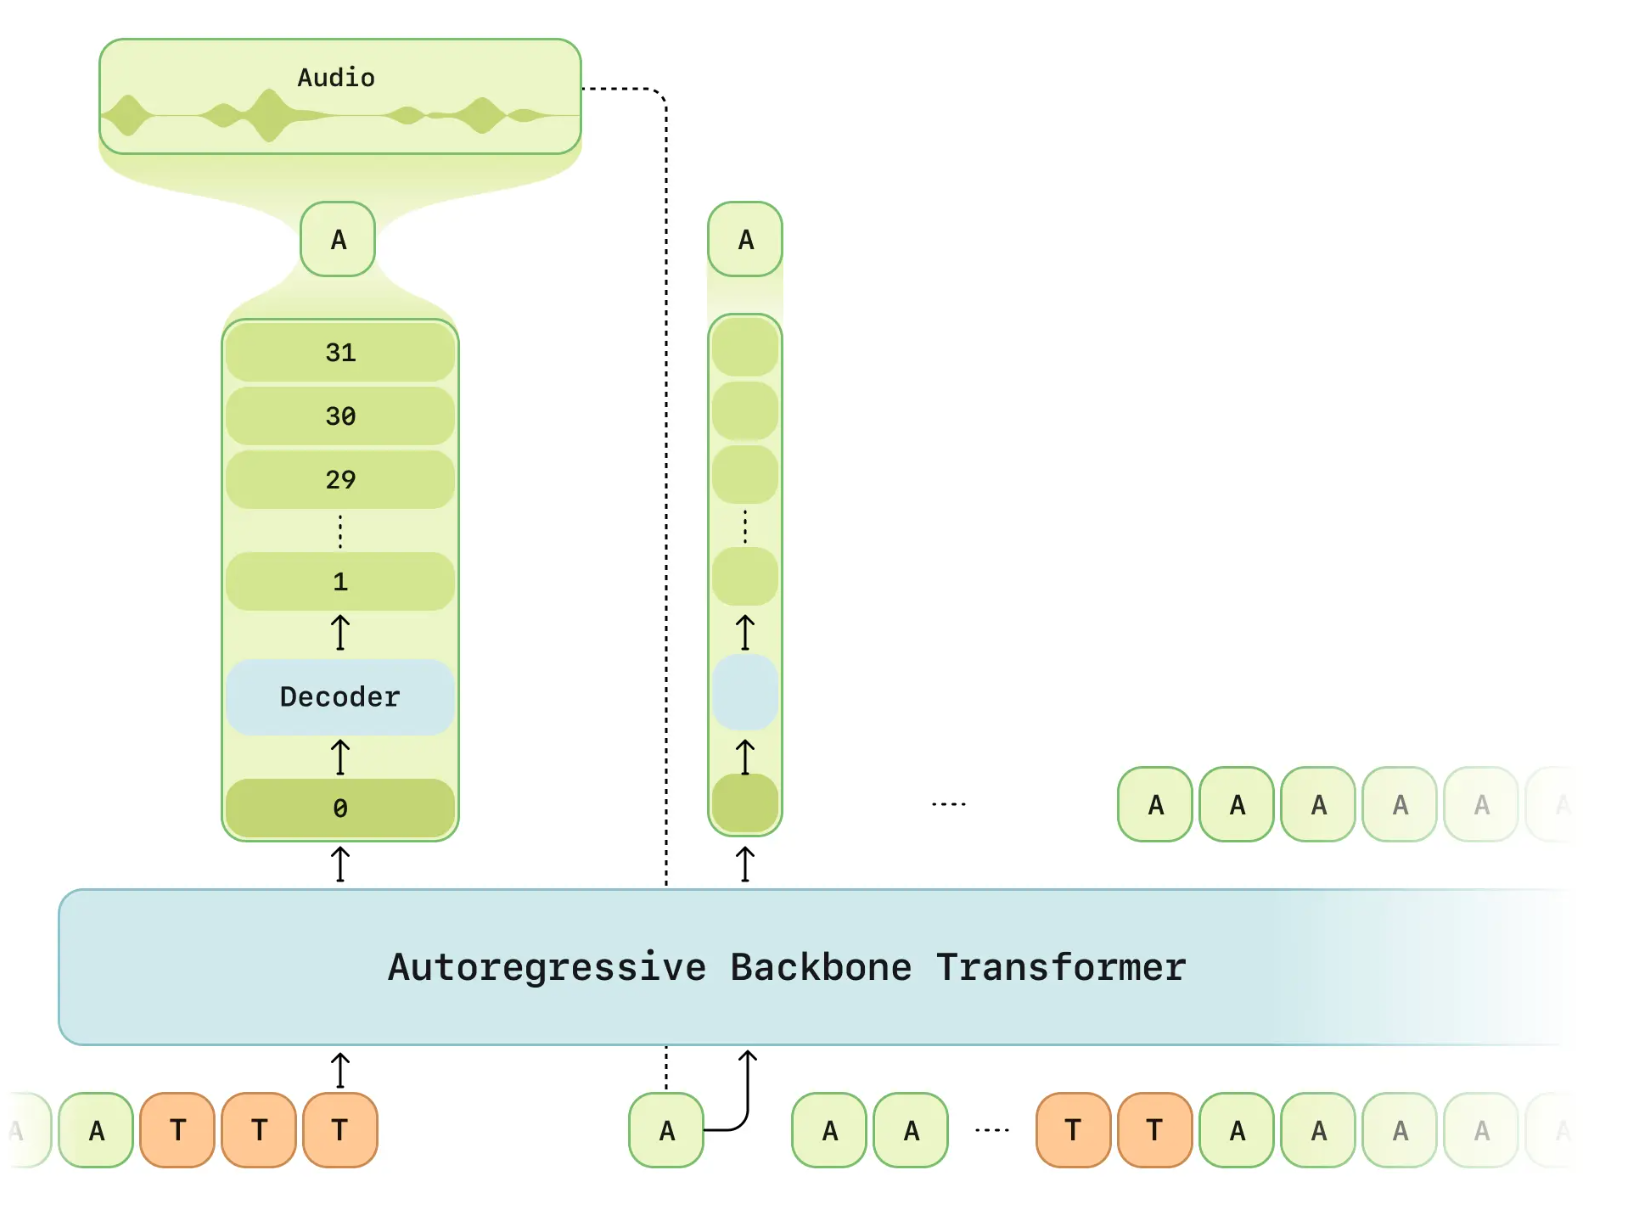 Audio
A A
31
30
29
1
Decoder
0
A A A A A A
Autoregressive Backbone Transformer
A A T T T A A A T T A A A A A